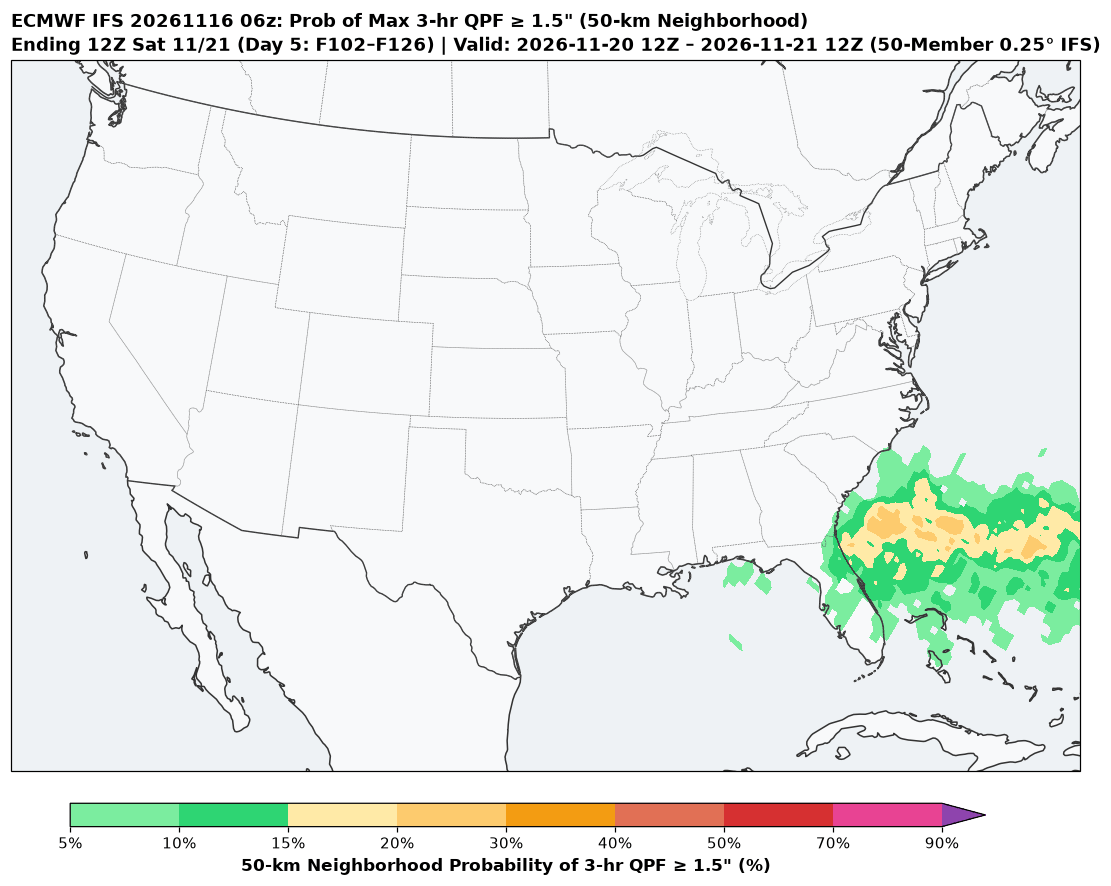 ECMWF IFS 20261116 06z: Prob of Max 3-hr QPF ≥ 1.5" (50-km Neighborhood)
Ending 12Z Sat 11/21 (Day 5: F102–F126) | Valid: 2026-11-20 12Z – 2026-11-21 12Z (50-Member 0.25° IFS)
5% 10% 15% 20% 30% 40% 50% 70% 90%
50-km Neighborhood Probability of 3-hr QPF ≥ 1.5" (%)